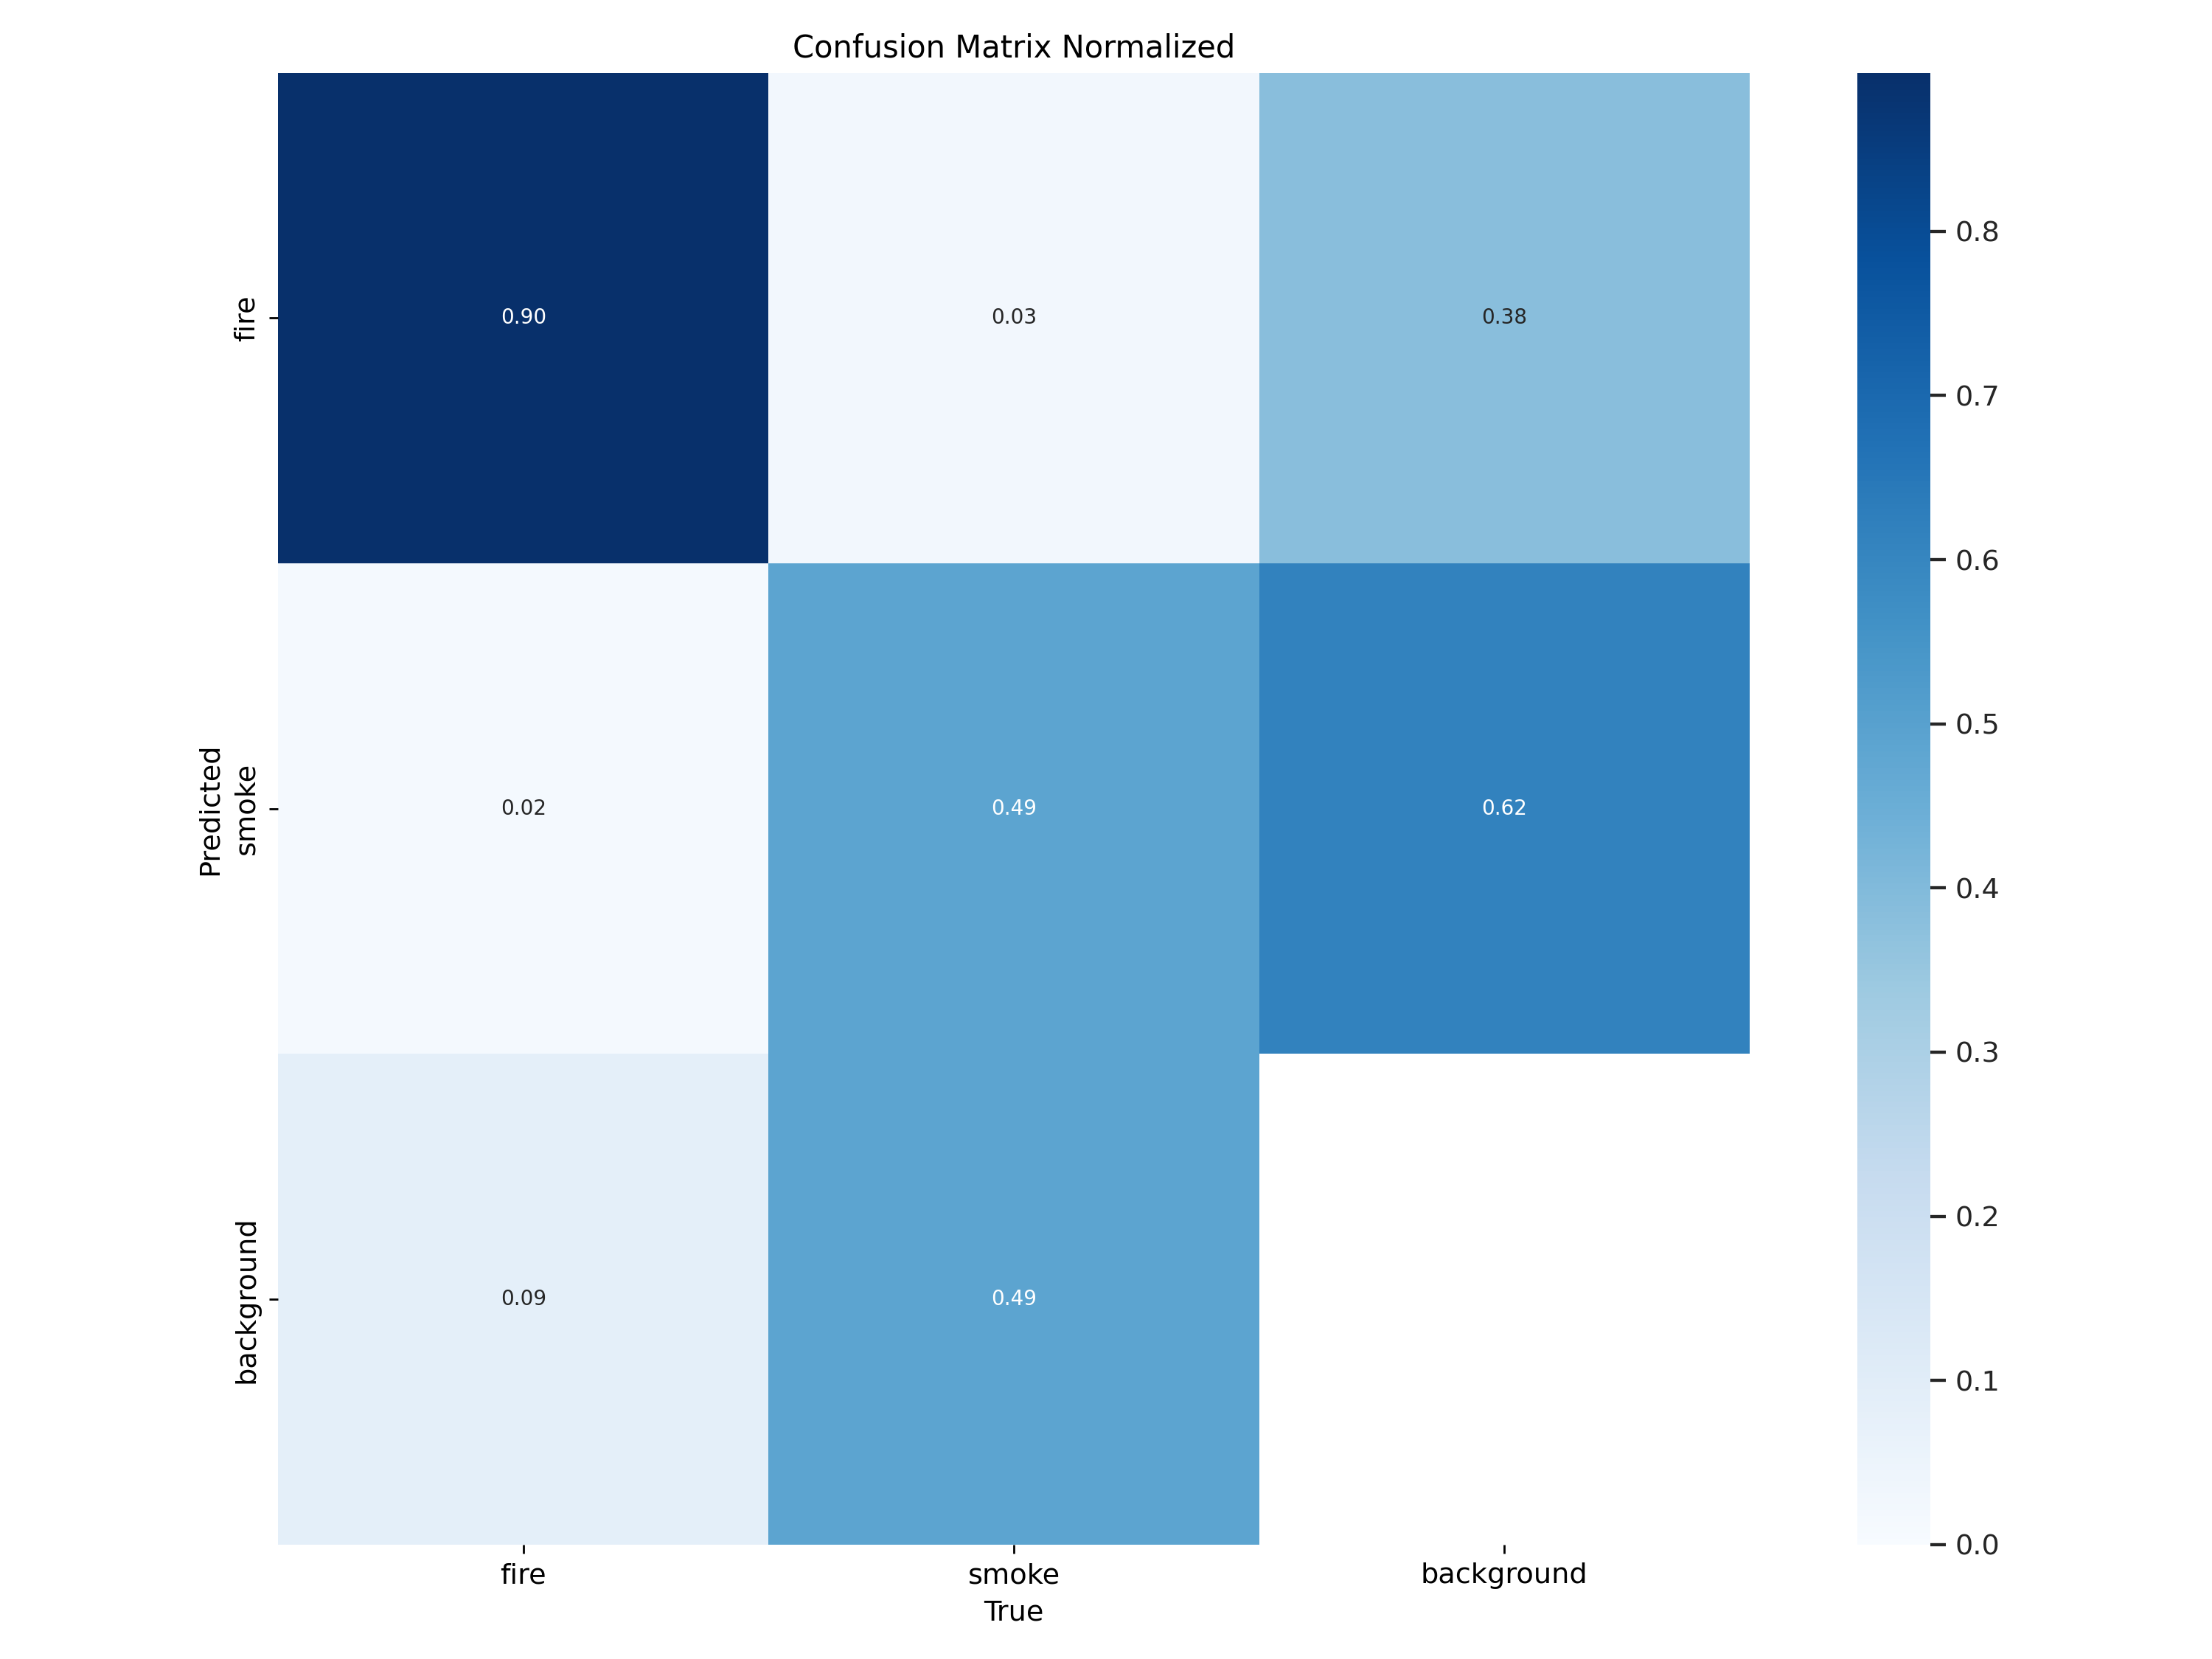 Confusion Matrix Normalized
fire
0.90
0.03
0.38
Predicted
smoke
0.02
0.49
0.62
background
0.09
0.49
fire
smoke
background
True
0.8
0.7
0.6
0.5
0.4
0.3
0.2
0.1
0.0